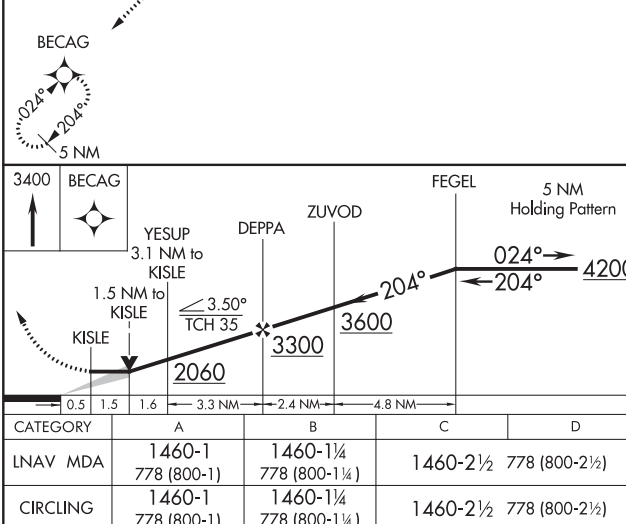 BECAG
024°
204°
5 NM
3400
BECAG
FEGEL
5 NM
Holding Pattern
ZUVOD
DEPPA
YESUP
3.1 NM to
KISLE
1.5 NM to
KISLE
KISLE
3.50°
TCH 35
204°
024°
204°
4200
3600
3300
2060
0.5 1.5 1.6 3.3 NM 2.4 NM 4.8 NM
CATEGORY A B C D
LNAV MDA 1460-1 1460-1¼ 1460-2½ 778 (800-2½)
778 (800-1) 778 (800-1¼)
CIRCLING 1460-1 1460-1¼ 1460-2½ 778 (800-2½)
778 (800-1) 778 (800-1¼)